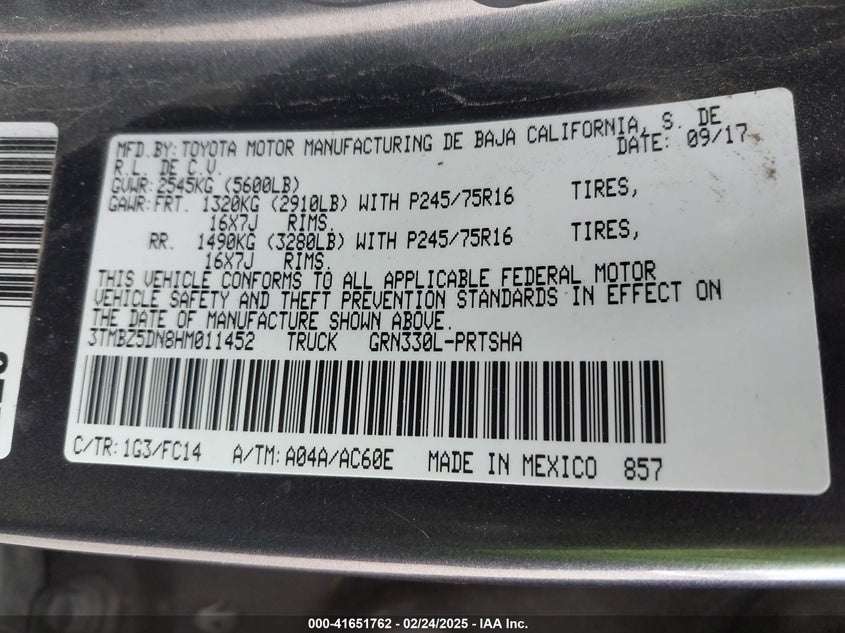 MFD.BY:TOYOTA MOTOR MANUFACTURING DE BAJA CALIFORNIA, S. DE
R.L. DE C.V. DATE: 09/17
GVWR:2545KG (5600LB)
GAWR:FRT. 1320KG (2910LB) WITH P245/75R16 TIRES,
16X7J RIMS.
RR. 1490KG (3280LB) WITH P245/75R16 TIRES,
16X7J RIMS.
THIS VEHICLE CONFORMS TO ALL APPLICABLE FEDERAL MOTOR
VEHICLE SAFETY AND THEFT PREVENTION STANDARDS IN EFFECT ON
THE DATE OF MANUFACTURE SHOWN ABOVE.
3TMBZ5DN8HM011452 TRUCK GRN330L-PRTSHA
C/TR:1G3/FC14 A/TM:A04A/AC60E MADE IN MEXICO 857
000-41651762 - 02/24/2025 - IAA Inc.